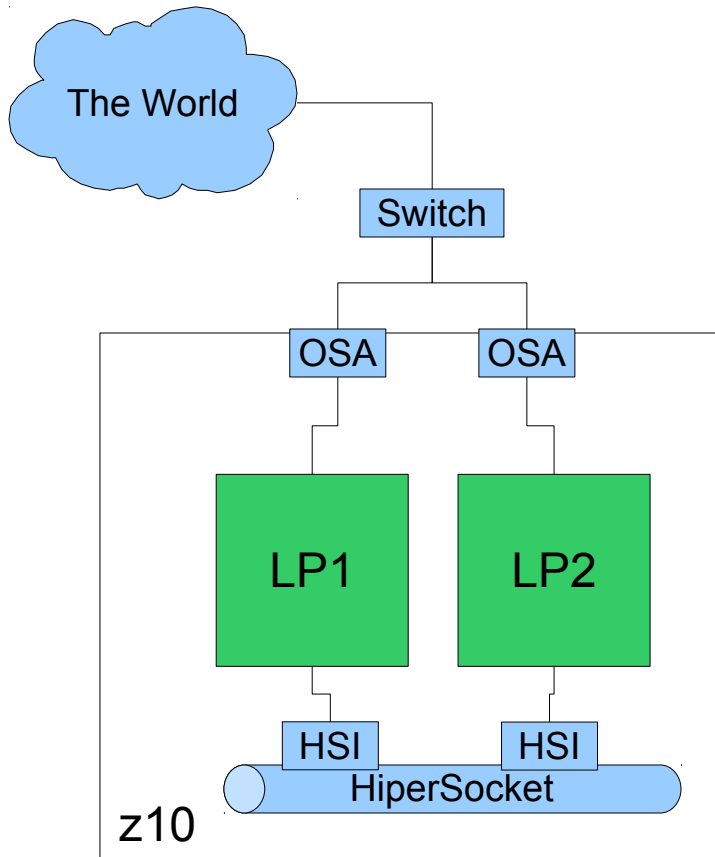 The World
Switch
OSA
OSA
LP1
LP2
HSI
HSI
HiperSocket
z10